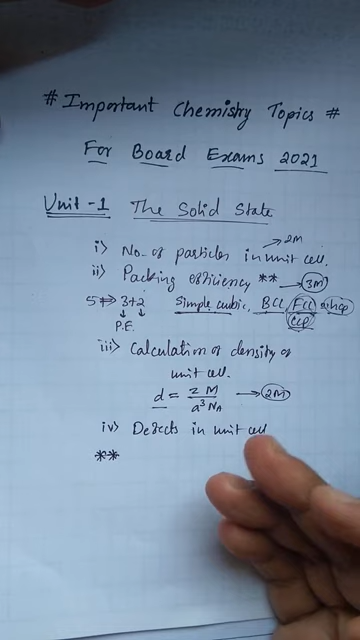 # Important Chemistry Topics #
For Board Exams 2021
Unit-1 The Solid State
i) No. of particles in unit cell. → 2M
ii) Packing efficiency ** → 3M
5 ⇒ 3+2 Simple cubic, BCC, FCC, hcp
P.E. ccp
iii) Calculation of density of
unit cell.
d = Z M / a³ NA → 2M
iv) Defects in unit cell
**